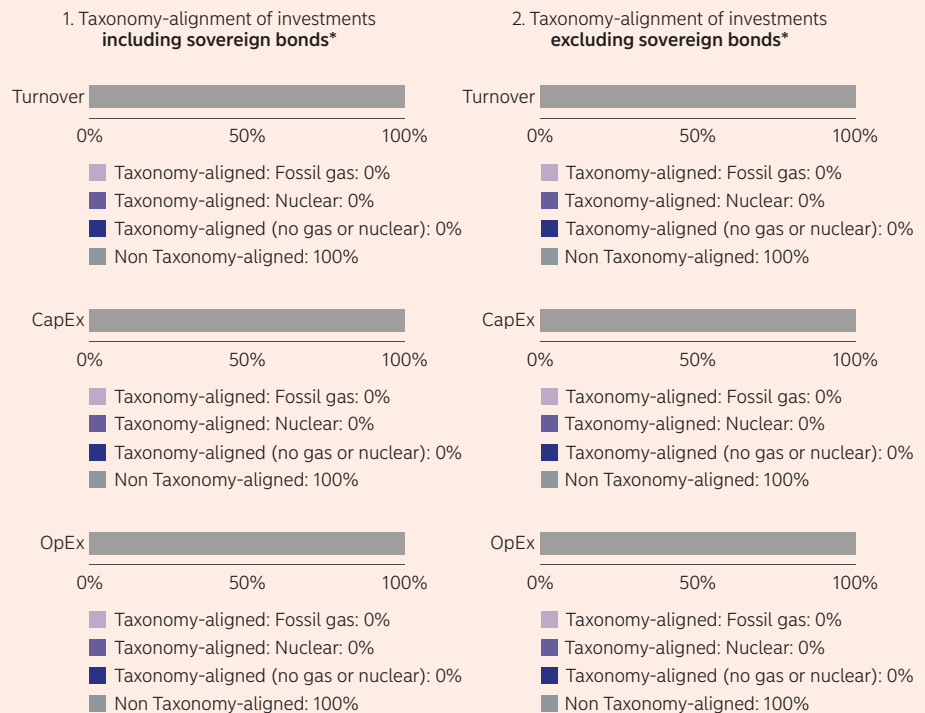 1. Taxonomy-alignment of investments
including sovereign bonds*
Turnover
0% 50% 100%
Taxonomy-aligned: Fossil gas: 0%
Taxonomy-aligned: Nuclear: 0%
Taxonomy-aligned (no gas or nuclear): 0%
Non Taxonomy-aligned: 100%
CapEx
0% 50% 100%
Taxonomy-aligned: Fossil gas: 0%
Taxonomy-aligned: Nuclear: 0%
Taxonomy-aligned (no gas or nuclear): 0%
Non Taxonomy-aligned: 100%
OpEx
0% 50% 100%
Taxonomy-aligned: Fossil gas: 0%
Taxonomy-aligned: Nuclear: 0%
Taxonomy-aligned (no gas or nuclear): 0%
Non Taxonomy-aligned: 100%
2. Taxonomy-alignment of investments
excluding sovereign bonds*
Turnover
0% 50% 100%
Taxonomy-aligned: Fossil gas: 0%
Taxonomy-aligned: Nuclear: 0%
Taxonomy-aligned (no gas or nuclear): 0%
Non Taxonomy-aligned: 100%
CapEx
0% 50% 100%
Taxonomy-aligned: Fossil gas: 0%
Taxonomy-aligned: Nuclear: 0%
Taxonomy-aligned (no gas or nuclear): 0%
Non Taxonomy-aligned: 100%
OpEx
0% 50% 100%
Taxonomy-aligned: Fossil gas: 0%
Taxonomy-aligned: Nuclear: 0%
Taxonomy-aligned (no gas or nuclear): 0%
Non Taxonomy-aligned: 100%